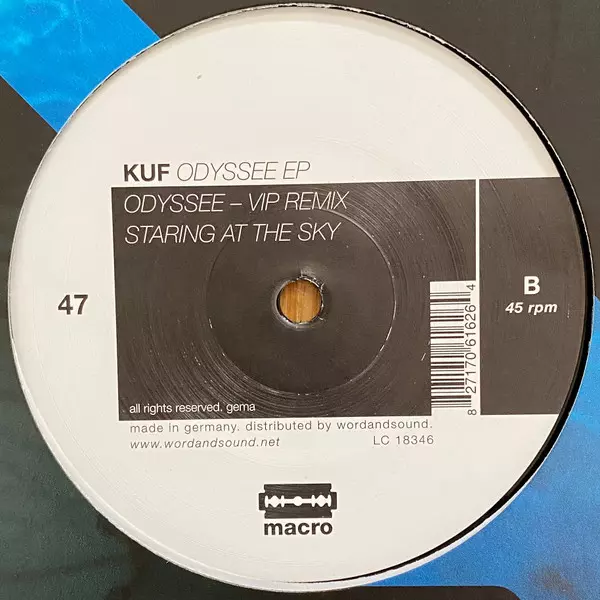 KUF ODYSSEE EP
ODYSSEE – VIP REMIX
STARING AT THE SKY
47
B
45 rpm
8 27170 61626 4
all rights reserved. gema
made in germany. distributed by wordandsound.
www.wordandsound.net LC 18346
macro